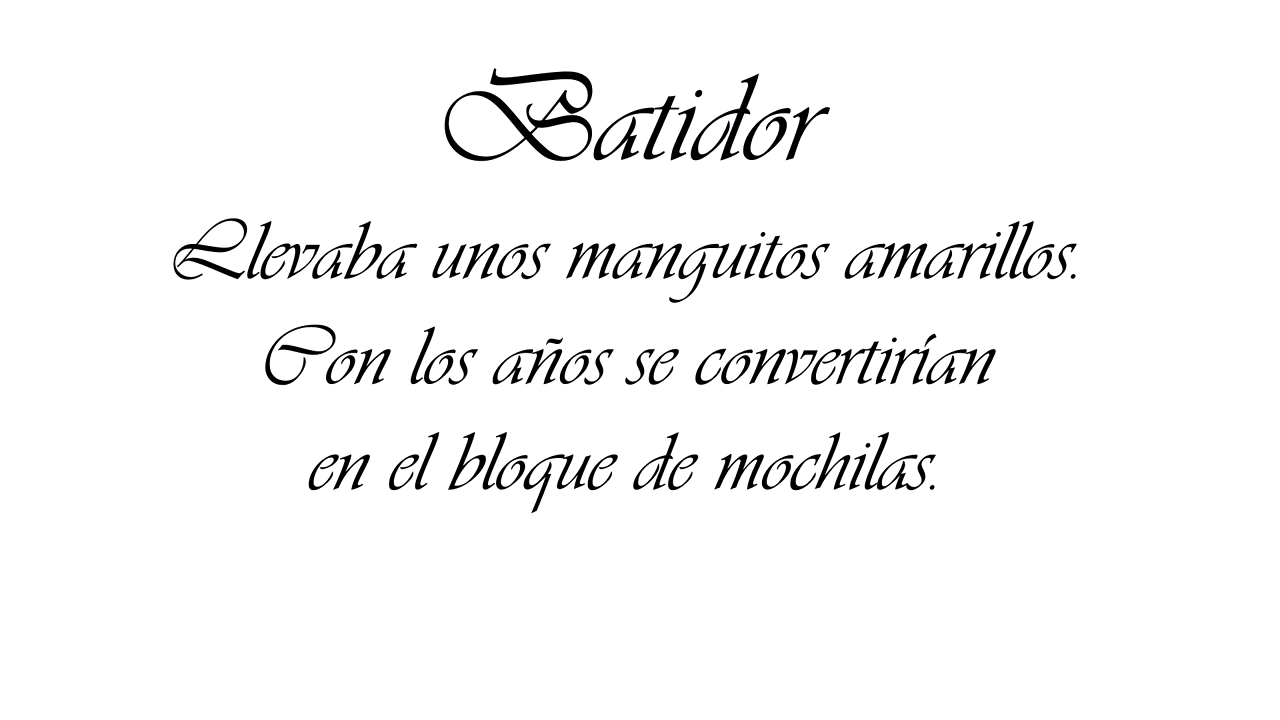 Batidor
Llevaba unos manguitos amarillos.
Con los años se convertirían
en el bloque de mochilas.